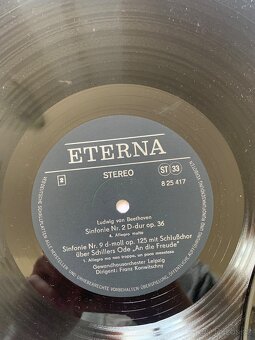 ETERNA
STEREO
ST 33
8 25 417
2
Ludwig van Beethoven
Sinfonie Nr. 2 D-dur op. 36
4. Allegro molto
Sinfonie Nr. 9 d-moll op. 125 mit Schlußchor
über Schillers Ode „An die Freude"
1. Allegro ma non troppo, un poco maestoso
Gewandhausorchester Leipzig
Dirigent: Franz Konwitschny